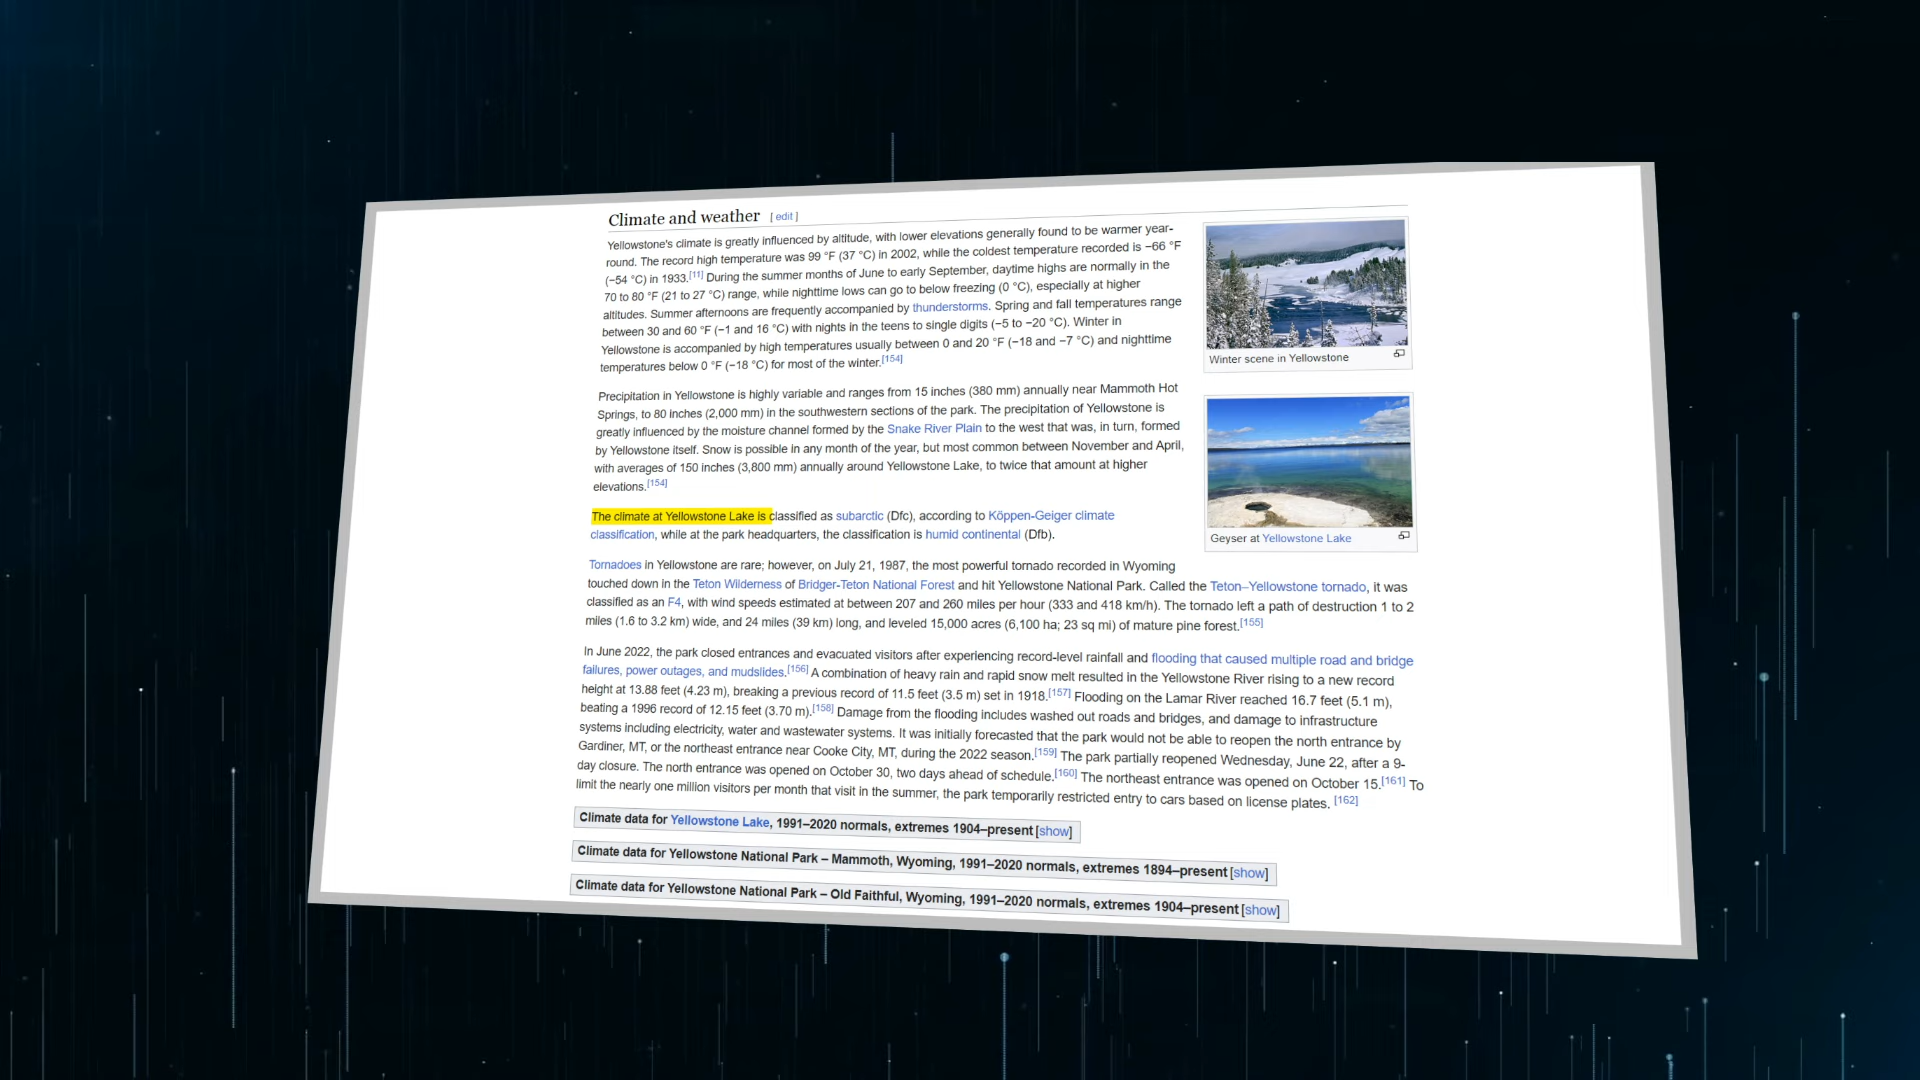 Climate and weather [ edit ]
Yellowstone's climate is greatly influenced by altitude, with lower elevations generally found to be warmer year-
round. The record high temperature was 99 °F (37 °C) in 2002, while the coldest temperature recorded is −66 °F
(−54 °C) in 1933.[11] During the summer months of June to early September, daytime highs are normally in the
70 to 80 °F (21 to 27 °C) range, while nighttime lows can go to below freezing (0 °C), especially at higher
altitudes. Summer afternoons are frequently accompanied by thunderstorms. Spring and fall temperatures range
between 30 and 60 °F (−1 and 16 °C) with nights in the teens to single digits (−5 to −20 °C). Winter in
Yellowstone is accompanied by high temperatures usually between 0 and 20 °F (−18 and −7 °C) and nighttime
temperatures below 0 °F (−18 °C) for most of the winter.[154]
Winter scene in Yellowstone
Precipitation in Yellowstone is highly variable and ranges from 15 inches (380 mm) annually near Mammoth Hot
Springs, to 80 inches (2,000 mm) in the southwestern sections of the park. The precipitation of Yellowstone is
greatly influenced by the moisture channel formed by the Snake River Plain to the west that was, in turn, formed
by Yellowstone itself. Snow is possible in any month of the year, but most common between November and April,
with averages of 150 inches (3,800 mm) annually around Yellowstone Lake, to twice that amount at higher
elevations.[154]
The climate at Yellowstone Lake is classified as subarctic (Dfc), according to Köppen-Geiger climate
classification, while at the park headquarters, the classification is humid continental (Dfb).
Geyser at Yellowstone Lake
Tornadoes in Yellowstone are rare; however, on July 21, 1987, the most powerful tornado recorded in Wyoming
touched down in the Teton Wilderness of Bridger-Teton National Forest and hit Yellowstone National Park. Called the Teton–Yellowstone tornado, it was
classified as an F4, with wind speeds estimated at between 207 and 260 miles per hour (333 and 418 km/h). The tornado left a path of destruction 1 to 2
miles (1.6 to 3.2 km) wide, and 24 miles (39 km) long, and leveled 15,000 acres (6,100 ha; 23 sq mi) of mature pine forest.[155]
In June 2022, the park closed entrances and evacuated visitors after experiencing record-level rainfall and flooding that caused multiple road and bridge
failures, power outages, and mudslides.[156] A combination of heavy rain and rapid snow melt resulted in the Yellowstone River rising to a new record
height at 13.88 feet (4.23 m), breaking a previous record of 11.5 feet (3.5 m) set in 1918.[157] Flooding on the Lamar River reached 16.7 feet (5.1 m),
beating a 1996 record of 12.15 feet (3.70 m).[158] Damage from the flooding includes washed out roads and bridges, and damage to infrastructure
systems including electricity, water and wastewater systems. It was initially forecasted that the park would not be able to reopen the north entrance by
Gardiner, MT, or the northeast entrance near Cooke City, MT, during the 2022 season.[159] The park partially reopened Wednesday, June 22, after a 9-
day closure. The north entrance was opened on October 30, two days ahead of schedule.[160] The northeast entrance was opened on October 15.[161] To
limit the nearly one million visitors per month that visit in the summer, the park temporarily restricted entry to cars based on license plates. [162]
Climate data for Yellowstone Lake, 1991–2020 normals, extremes 1904–present [show]
Climate data for Yellowstone National Park – Mammoth, Wyoming, 1991–2020 normals, extremes 1894–present [show]
Climate data for Yellowstone National Park – Old Faithful, Wyoming, 1991–2020 normals, extremes 1904–present [show]